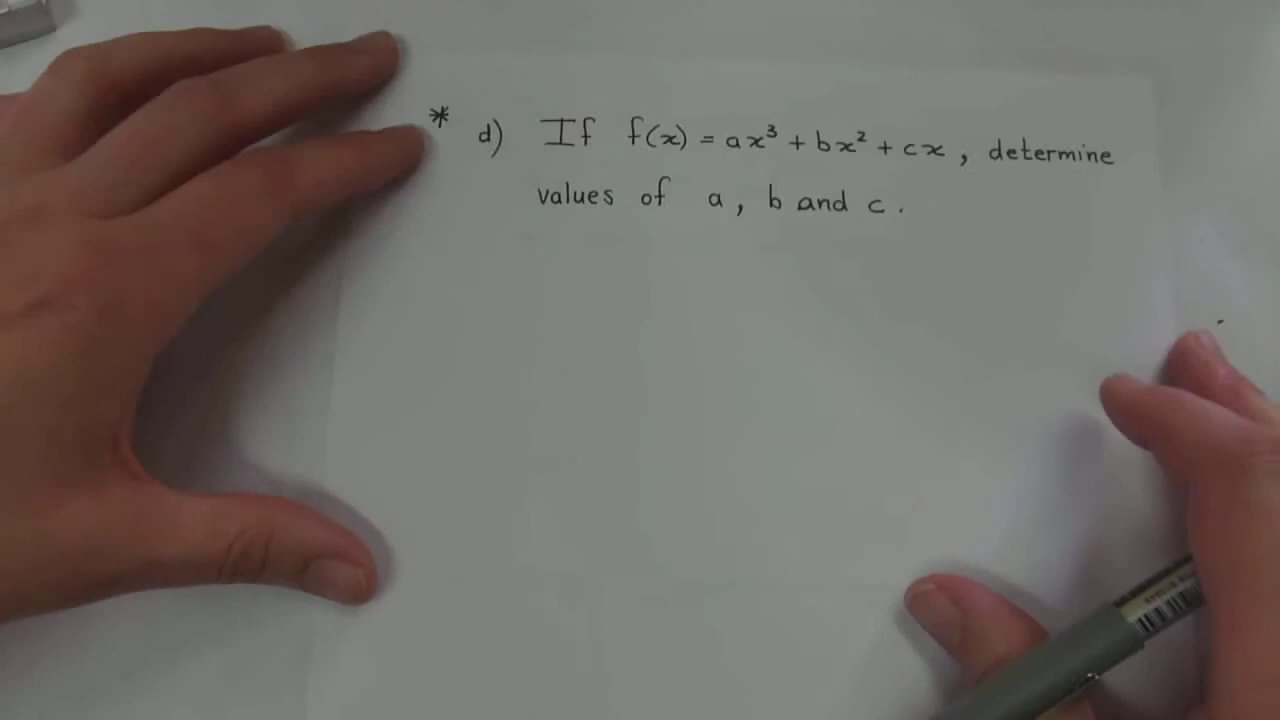 * d) If f(x) = ax³ + bx² + cx, determine
values of a, b and c.